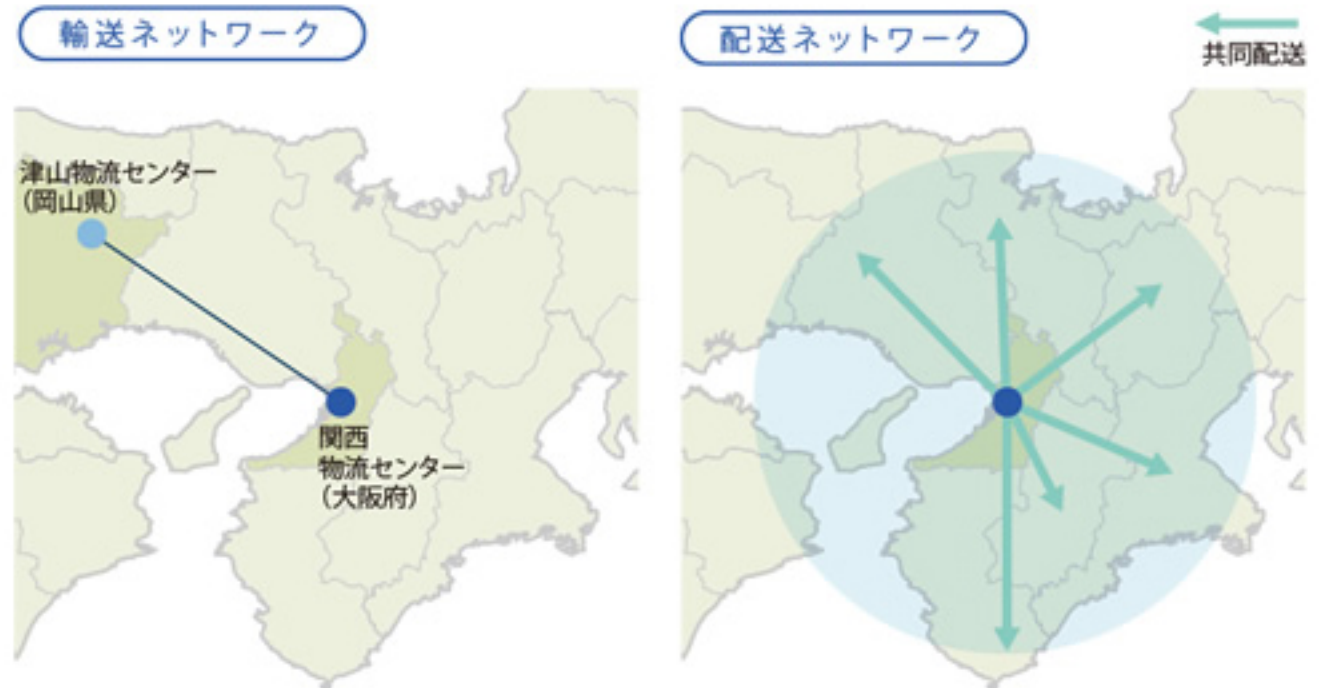 輸送ネットワーク
配送ネットワーク
共同配送
津山物流センター
（岡山県）
関西
物流センター
（大阪府）